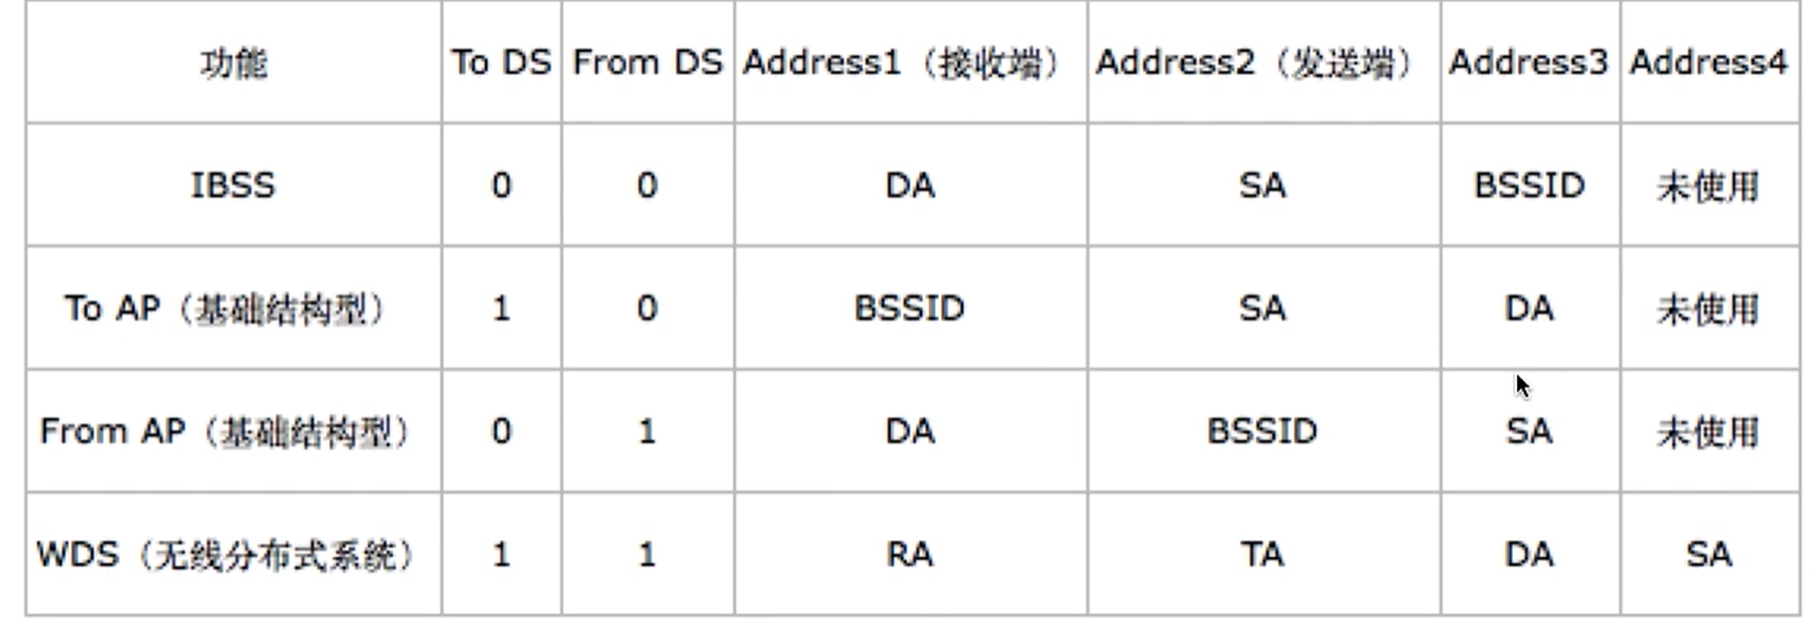 功能 To DS From DS Address1（接收端） Address2（发送端） Address3 Address4
IBSS 0 0 DA SA BSSID 未使用
To AP（基础结构型） 1 0 BSSID SA DA 未使用
From AP（基础结构型） 0 1 DA BSSID SA 未使用
WDS（无线分布式系统） 1 1 RA TA DA SA